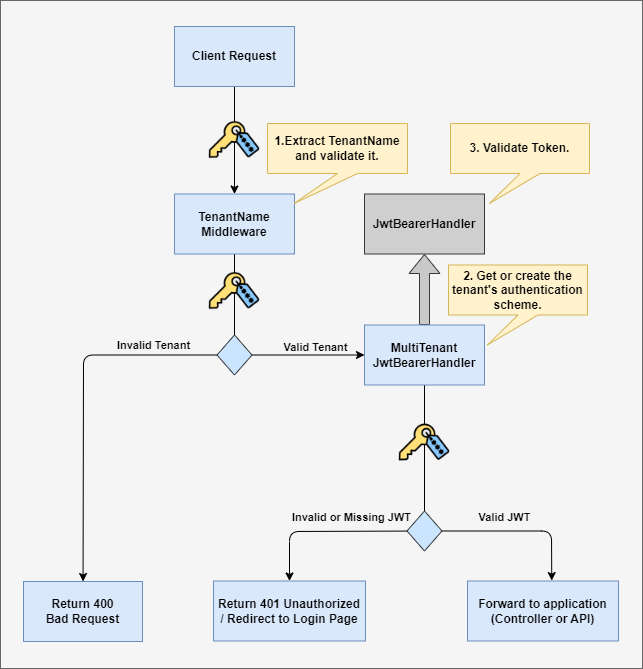 Client Request
1.Extract TenantName
and validate it.
3. Validate Token.
TenantName
Middleware
JwtBearerHandler
2. Get or create the
tenant's authentication
scheme.
Invalid Tenant
Valid Tenant
MultiTenant
JwtBearerHandler
Invalid or Missing JWT
Valid JWT
Return 400
Bad Request
Return 401 Unauthorized
/ Redirect to Login Page
Forward to application
(Controller or API)